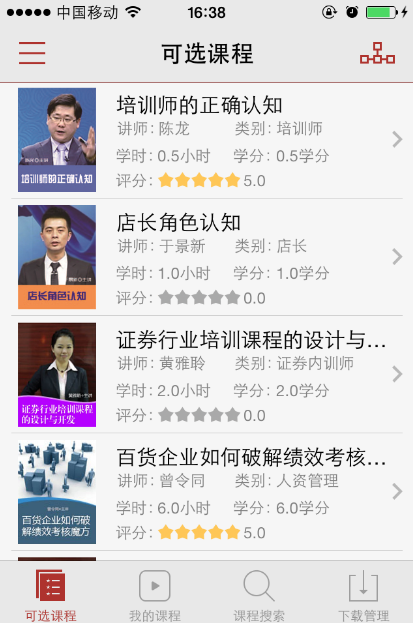 中国移动 16:38
可选课程
培训师的正确认知
讲师: 陈龙 类别: 培训师
学时: 0.5小时 学分: 0.5学分
评分: 5.0
培训师的正确认知
店长角色认知
讲师: 于景新 类别: 店长
学时: 1.0小时 学分: 1.0学分
评分: 0.0
店长角色认知
证券行业培训课程的设计与...
讲师: 黄雅聆 类别: 证券内训师
学时: 2.0小时 学分: 2.0学分
评分: 0.0
证券行业培训课程
的设计与开发
百货企业如何破解绩效考核...
讲师: 曾令同 类别: 人资管理
学时: 6.0小时 学分: 6.0学分
评分: 5.0
百货企业如何破
解绩效考核魔方
可选课程 我的课程 课程搜索 下载管理